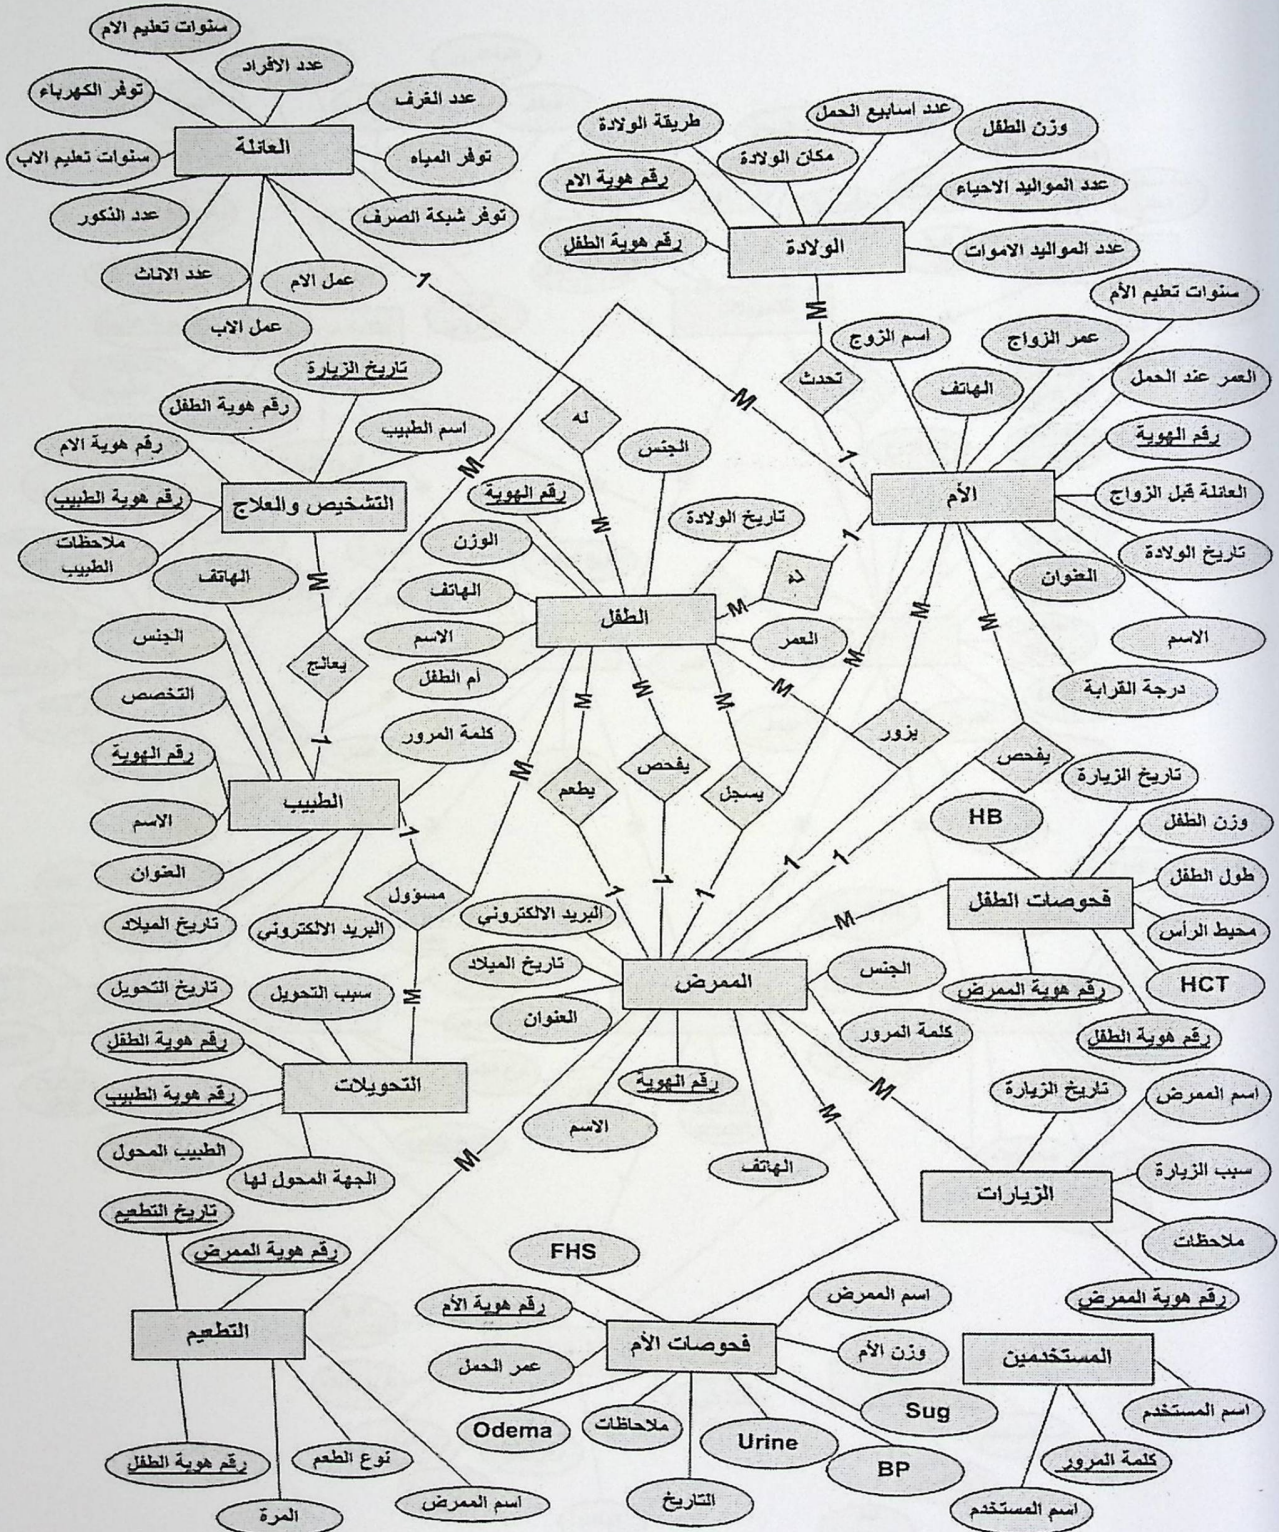 سنوات تعليم الام
عدد الافراد
توفر الكهرباء
عدد الغرف
العائلة
سنوات تعليم الاب
توفر المياه
عدد الذكور
توفر شبكة الصرف
عدد الاناث
عمل الام
عمل الاب
1
عدد اسابيع الحمل
طريقة الولادة
وزن الطفل
مكان الولادة
رقم هوية الام
عدد المواليد الاحياء
رقم هوية الطفل
الولادة
عدد المواليد الاموات
M
تحدث
1
سنوات تعليم الأم
اسم الزوج
عمر الزواج
الهاتف
العمر عند الحمل
رقم الهوية
الأم
العائلة قبل الزواج
تاريخ الولادة
العنوان
الاسم
درجة القرابة
تاريخ الزيارة
رقم هوية الطفل
اسم الطبيب
رقم هوية الام
رقم هوية الطبيب
التشخيص والعلاج
ملاحظات
الطبيب
M
M
M
يعالج
1
له
M
الجنس
رقم الهوية
تاريخ الولادة
الوزن
الهاتف
الطفل
M
له
1
الاسم
العمر
أم الطفل
الهاتف
الجنس
التخصص
رقم الهوية
كلمة المرور
الطبيب
الاسم
العنوان
تاريخ الميلاد
البريد الالكتروني
1
مسؤول
M
M
M
يطعم
1
M
يفحص
1
M
يسجل
M
1
M
M
يزور
1
M
يفحص
1
تاريخ الزيارة
HB
وزن الطفل
طول الطفل
فحوصات الطفل
محيط الرأس
HCT
رقم هوية الممرض
رقم هوية الطفل
M
البريد الالكتروني
تاريخ الميلاد
الممرض
الجنس
العنوان
كلمة المرور
رقم الهوية
الاسم
الهاتف
تاريخ التحويل
سبب التحويل
رقم هوية الطفل
التحويلات
رقم هوية الطبيب
الطبيب المحول
الجهة المحول لها
M
M
M
تاريخ الزيارة
اسم الممرض
سبب الزيارة
الزيارات
ملاحظات
رقم هوية الممرض
تاريخ التطعيم
رقم هوية الممرض
التطعيم
نوع الطعم
رقم هوية الطفل
المرة
اسم الممرض
FHS
رقم هوية الأم
اسم الممرض
فحوصات الأم
وزن الأم
عمر الحمل
Odema
ملاحاظات
Urine
Sug
BP
التاريخ
المستخدمين
اسم المستخدم
كلمة المرور
اسم المستخدم